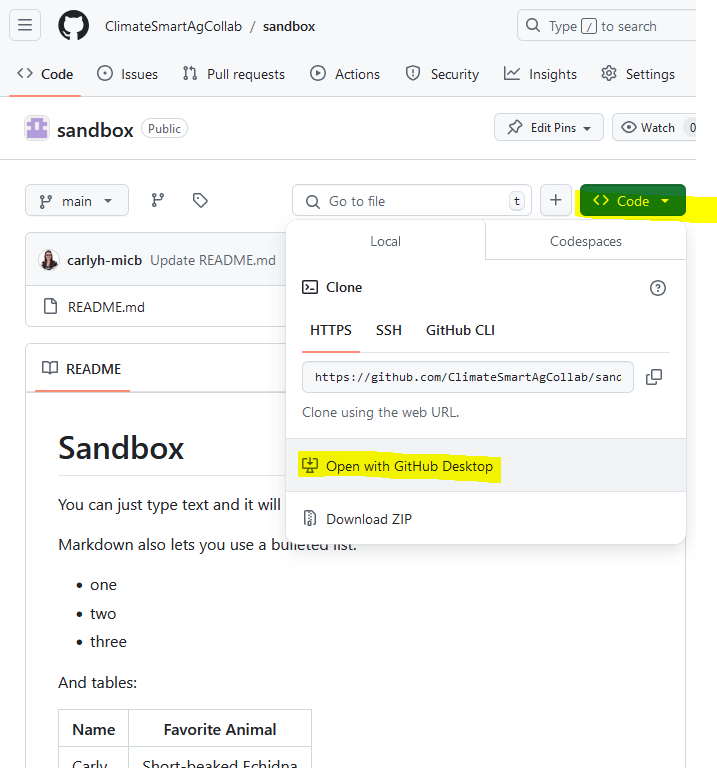 ClimateSmartAgCollab / sandbox
Type / to search
Code Issues Pull requests Actions Security Insights Settings
sandbox Public
Edit Pins Watch 0
main
Go to file t
Code
Local Codespaces
carlyh-micb Update README.md
Clone
README.md
HTTPS SSH GitHub CLI
README
https://github.com/ClimateSmartAgCollab/sand
Clone using the web URL.
Sandbox
Open with GitHub Desktop
You can just type text and it will
Download ZIP
Markdown also lets you use a bulleted list.
one
two
three
And tables:
Name Favorite Animal
Carly Short-beaked Echidna